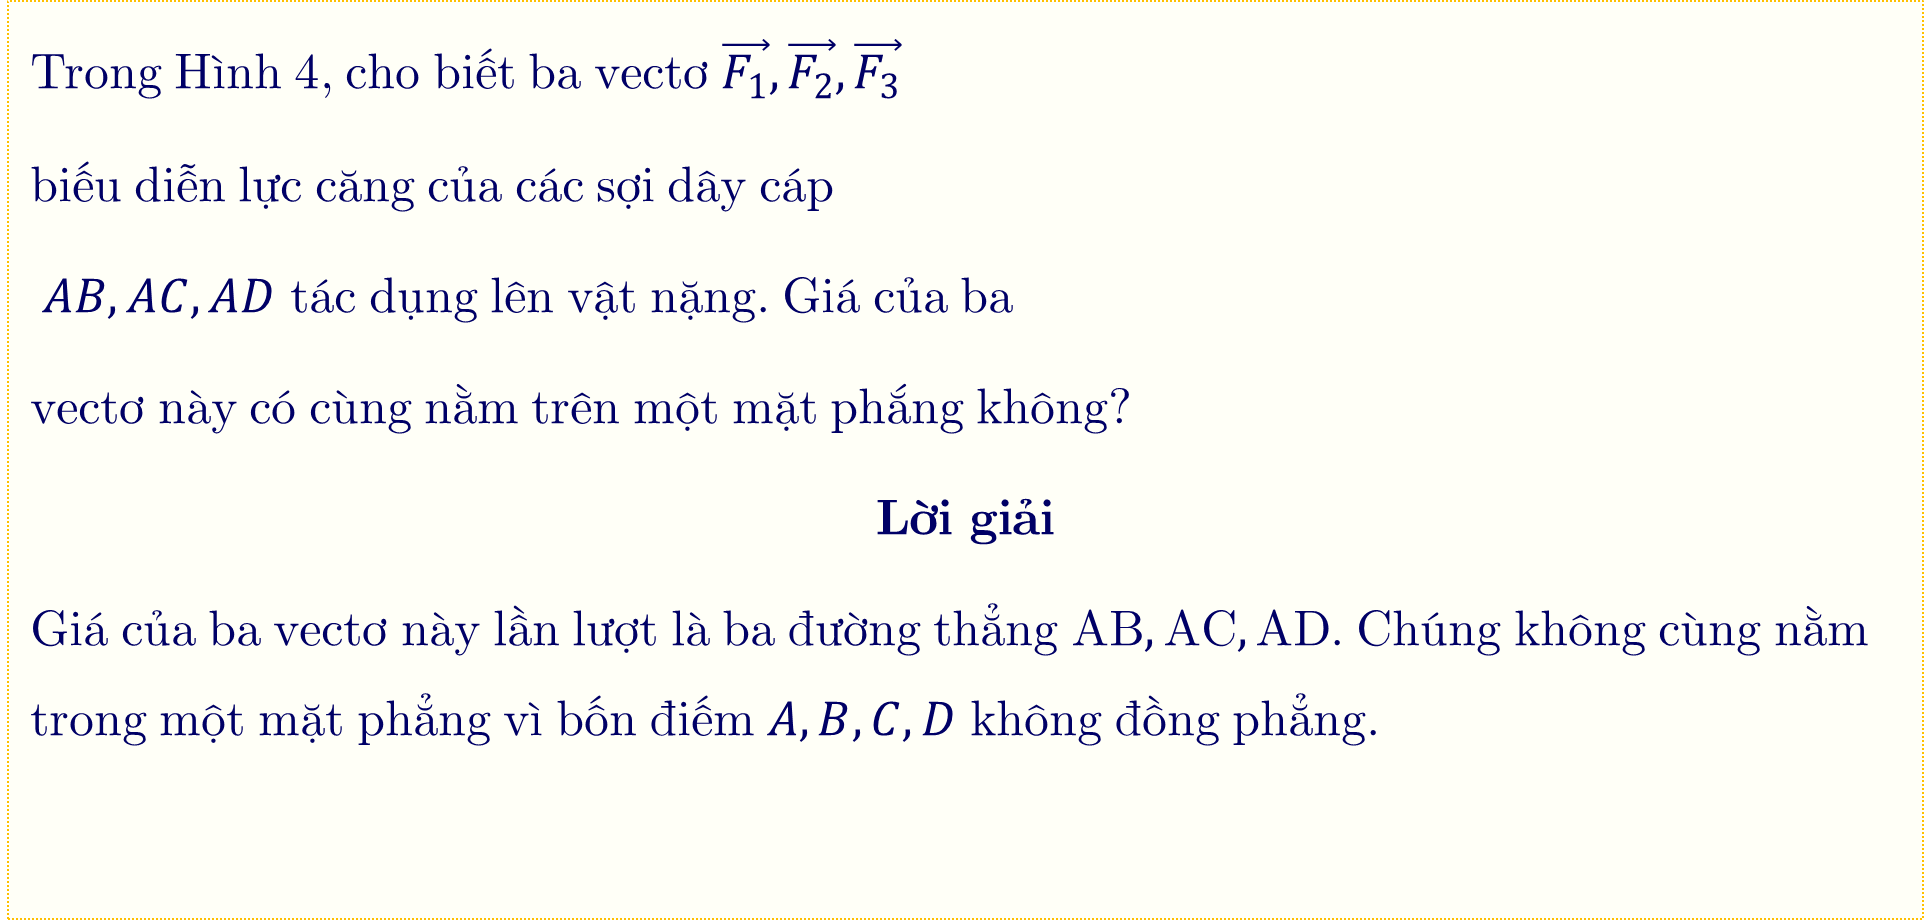 Trong Hình 4, cho biết ba vectơ $\overrightarrow{F_1}, \overrightarrow{F_2}, \overrightarrow{F_3}$
biếu diễn lực căng của các sợi dây cáp
AB, AC, AD tác dụng lên vật nặng. Giá của ba
vectơ này có cùng nằm trên một mặt phắng không?
Lời giải
Giá của ba vectơ này lần lượt là ba đường thẳng AB, AC, AD. Chúng không cùng nằm
trong một mặt phẳng vì bốn điếm A, B, C, D không đồng phẳng.